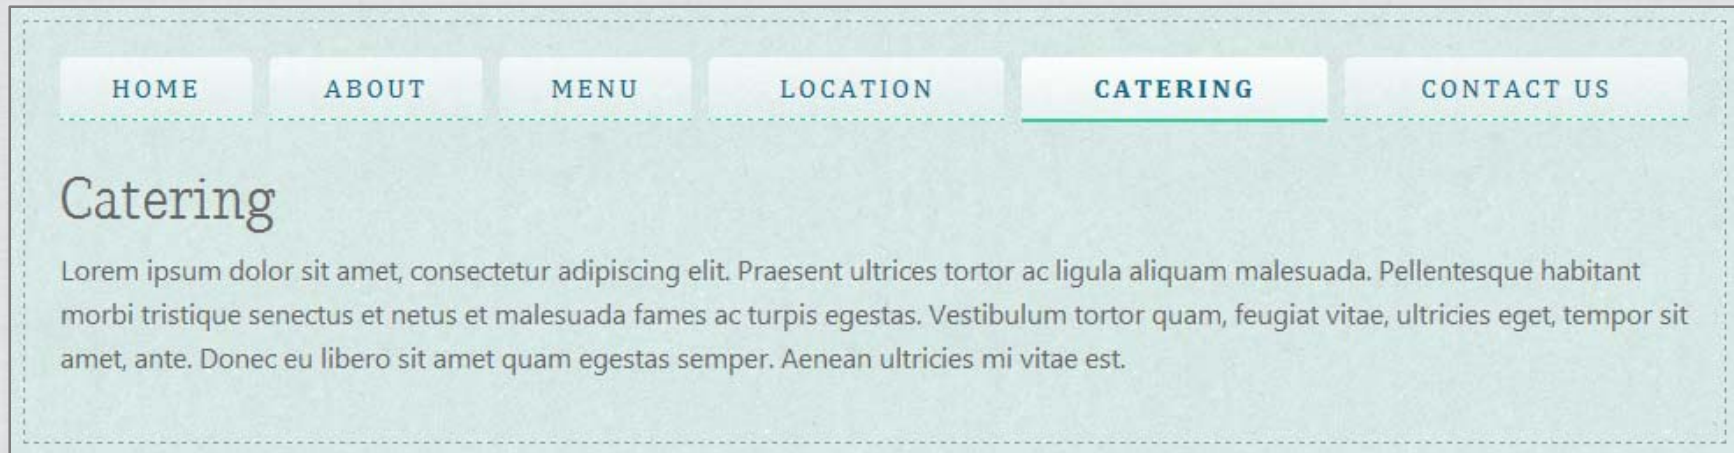 HOME ABOUT MENU LOCATION CATERING CONTACT US
Catering
Lorem ipsum dolor sit amet, consectetur adipiscing elit. Praesent ultrices tortor ac ligula aliquam malesuada. Pellentesque habitant
morbi tristique senectus et netus et malesuada fames ac turpis egestas. Vestibulum tortor quam, feugiat vitae, ultricies eget, tempor sit
amet, ante. Donec eu libero sit amet quam egestas semper. Aenean ultricies mi vitae est.